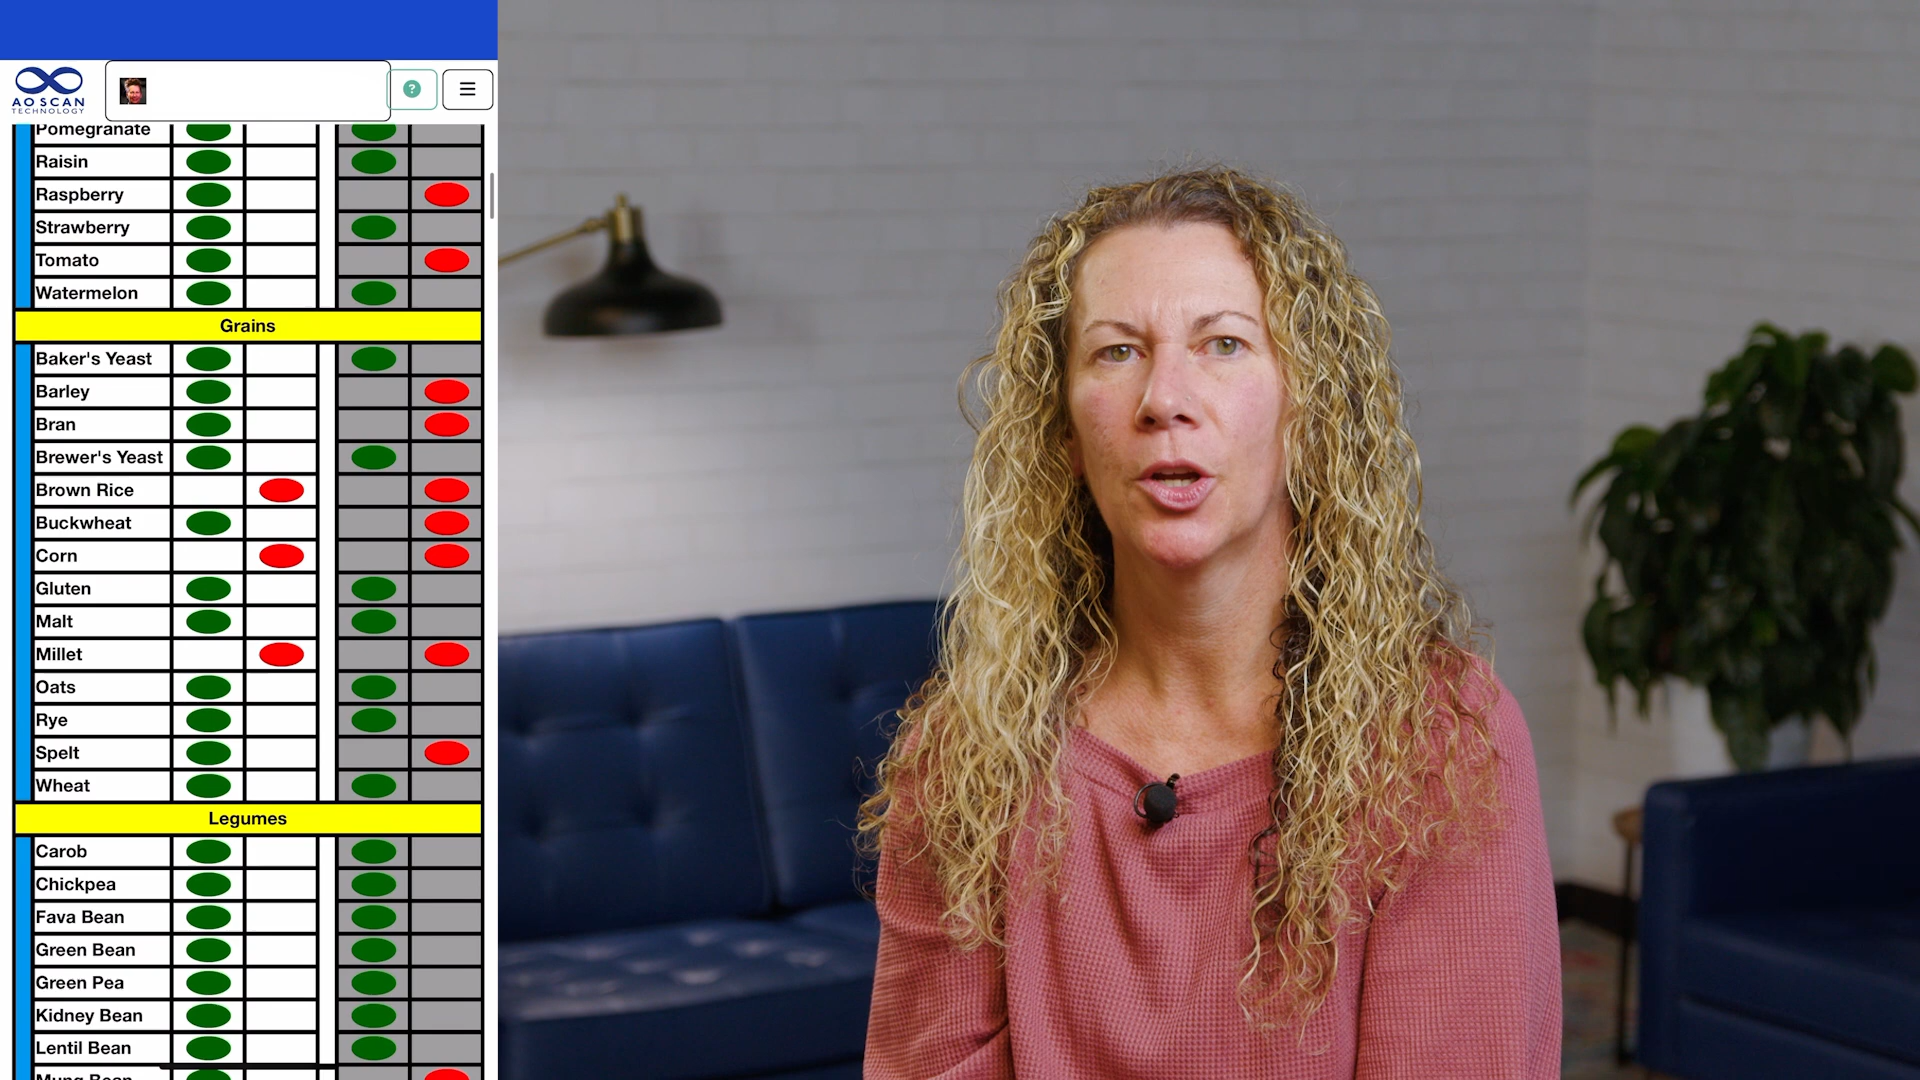 AO SCAN
TECHNOLOGY
?
Pomegranate
Raisin
Raspberry
Strawberry
Tomato
Watermelon
Grains
Baker's Yeast
Barley
Bran
Brewer's Yeast
Brown Rice
Buckwheat
Corn
Gluten
Malt
Millet
Oats
Rye
Spelt
Wheat
Legumes
Carob
Chickpea
Fava Bean
Green Bean
Green Pea
Kidney Bean
Lentil Bean
Mung Bean